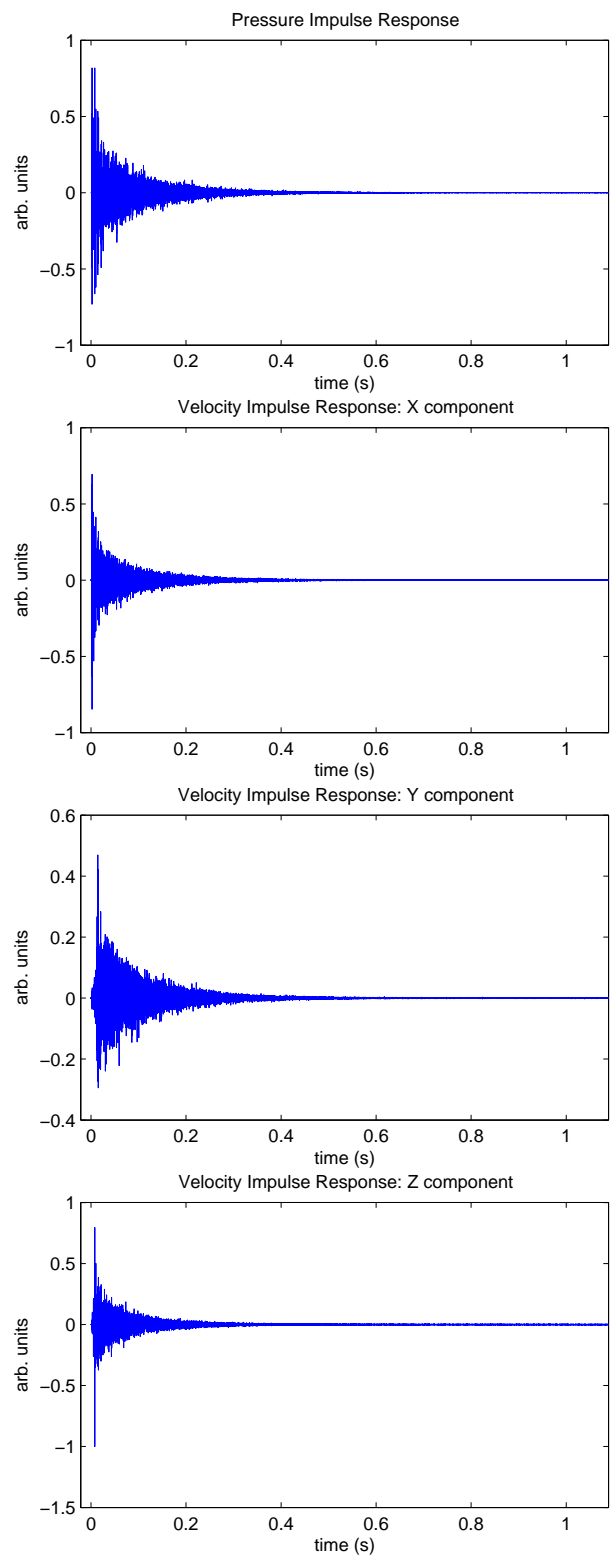 Pressure Impulse Response
1
0.5
0
−0.5
−1
arb. units
0 0.2 0.4 0.6 0.8 1
time (s)
Velocity Impulse Response: X component
1
0.5
0
−0.5
−1
arb. units
0 0.2 0.4 0.6 0.8 1
time (s)
Velocity Impulse Response: Y component
0.6
0.4
0.2
0
−0.2
−0.4
arb. units
0 0.2 0.4 0.6 0.8 1
time (s)
Velocity Impulse Response: Z component
1
0.5
0
−0.5
−1
−1.5
arb. units
0 0.2 0.4 0.6 0.8 1
time (s)